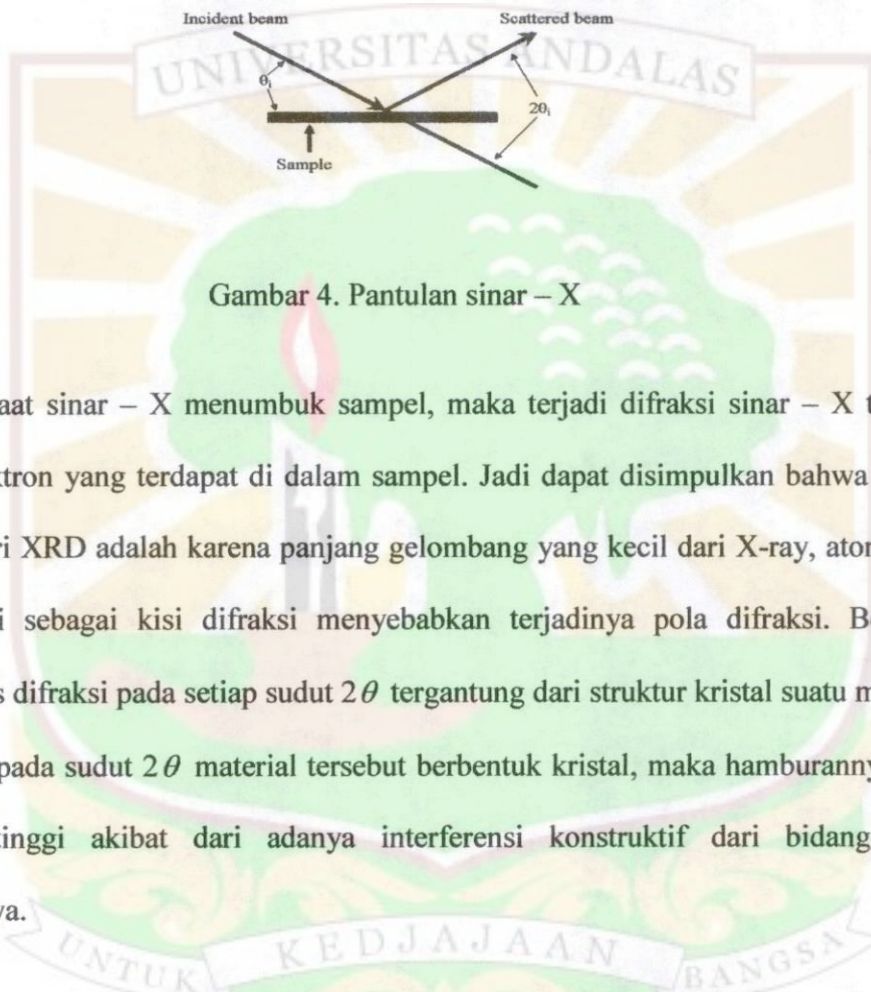 Incident beam
Scattered beam
UNIVERSITAS ANDALAS
θi
2θi
Sample
Gambar 4. Pantulan sinar – X
aat sinar – X menumbuk sampel, maka terjadi difraksi sinar – X t
ktron yang terdapat di dalam sampel. Jadi dapat disimpulkan bahwa
ri XRD adalah karena panjang gelombang yang kecil dari X-ray, ator
i sebagai kisi difraksi menyebabkan terjadinya pola difraksi. B
s difraksi pada setiap sudut 2θ tergantung dari struktur kristal suatu m
pada sudut 2θ material tersebut berbentuk kristal, maka hamburanny
tinggi akibat dari adanya interferensi konstruktif dari bidang
ya.
UNTUK KEDJAJAAN BANGSA